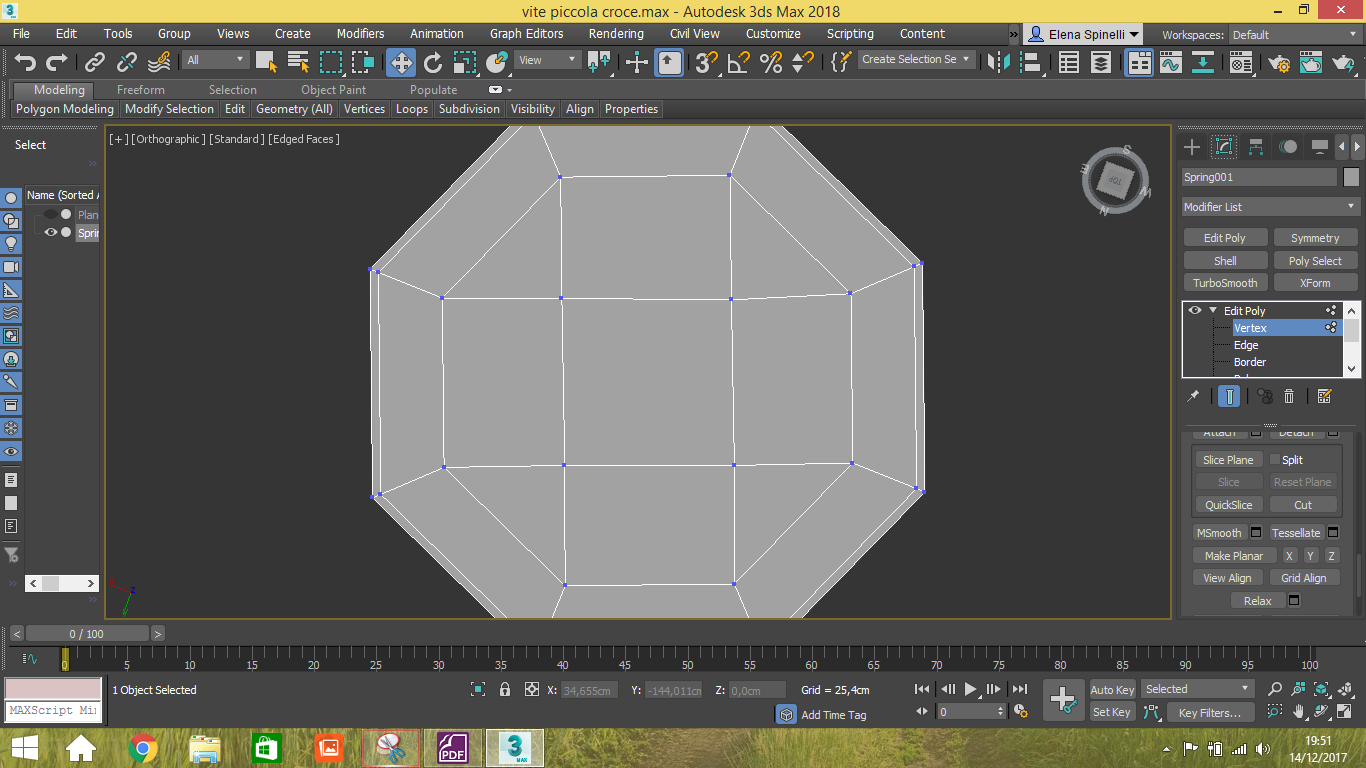 vite piccola croce.max - Autodesk 3ds Max 2018
File Edit Tools Group Views Create Modifiers Animation Graph Editors Rendering Civil View Customize Scripting Content » Elena Spinelli Workspaces: Default
All View Create Selection Se
Modeling Freeform Selection Object Paint Populate
Polygon Modeling Modify Selection Edit Geometry (All) Vertices Loops Subdivision Visibility Align Properties
Select
[+] [Orthographic] [Standard] [Edged Faces]
TOP
S
E
W
N
Name (Sorted A
Plan
Sprin
Spring001
Modifier List
Edit Poly Symmetry
Shell Poly Select
TurboSmooth XForm
Edit Poly
Vertex
Edge
Border
Attach Detach
Slice Plane Split
Slice Reset Plane
QuickSlice Cut
MSmooth Tessellate
Make Planar X Y Z
View Align Grid Align
Relax
< 0 / 100 >
0 5 10 15 20 25 30 35 40 45 50 55 60 65 70 75 80 85 90 95 100
1 Object Selected X: 34,655cm Y: -144,011cm Z: 0,0cm Grid = 25,4cm Auto Key Selected
MAXScript Mi
Add Time Tag 0 Set Key Key Filters...
PDF
3
MAX
19:51
14/12/2017